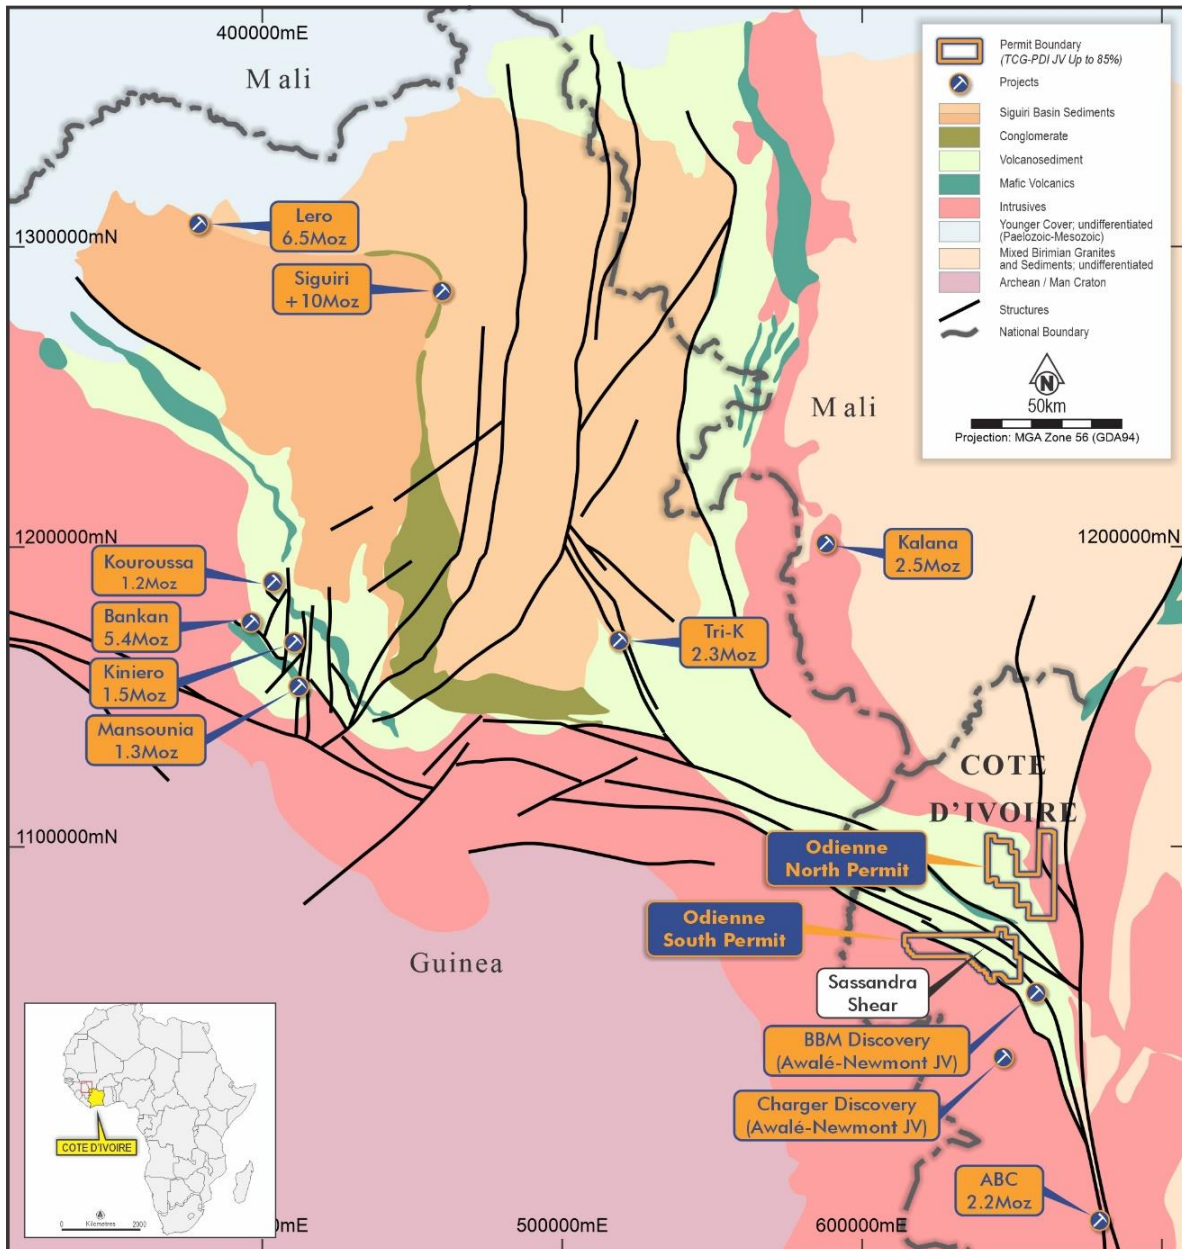 400000mE
Mali
Permit Boundary
(TCG-PDI JV Up to 85%)
Projects
Siguiri Basin Sediments
Conglomerate
Volcanosediment
Mafic Volcanics
Intrusives
Younger Cover; undifferentiated
(Paelozoic-Mesozoic)
Mixed Birimian Granites
and Sediments; undifferentiated
Archean / Man Craton
Structures
National Boundary
N
50km
Projection: MGA Zone 56 (GDA94)
Lero
6.5Moz
1300000mN
Siguiri
+10Moz
Mali
1200000mN
Kouroussa
1.2Moz
Bankan
5.4Moz
Kiniero
1.5Moz
Mansounia
1.3Moz
Kalana
2.5Moz
1200000mN
Tri-K
2.3Moz
COTE
D'IVOIRE
1100000mN
Odienne
North Permit
Odienne
South Permit
Guinea
Sassandra
Shear
BBM Discovery
(Awalé-Newmont JV)
Charger Discovery
(Awalé-Newmont JV)
ABC
2.2Moz
COTE D'IVOIRE
0 Kilometres 2000
0mE
500000mE
600000mE